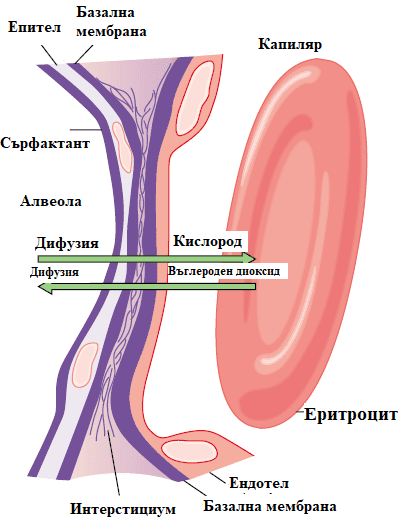 Базална
мембрана
Епител
Капиляр
Сърфактант
Алвеола
Дифузия
Кислород
Дифузия
Въглероден диоксид
Еритроцит
Ендотел
Базална мембрана
Интерстициум